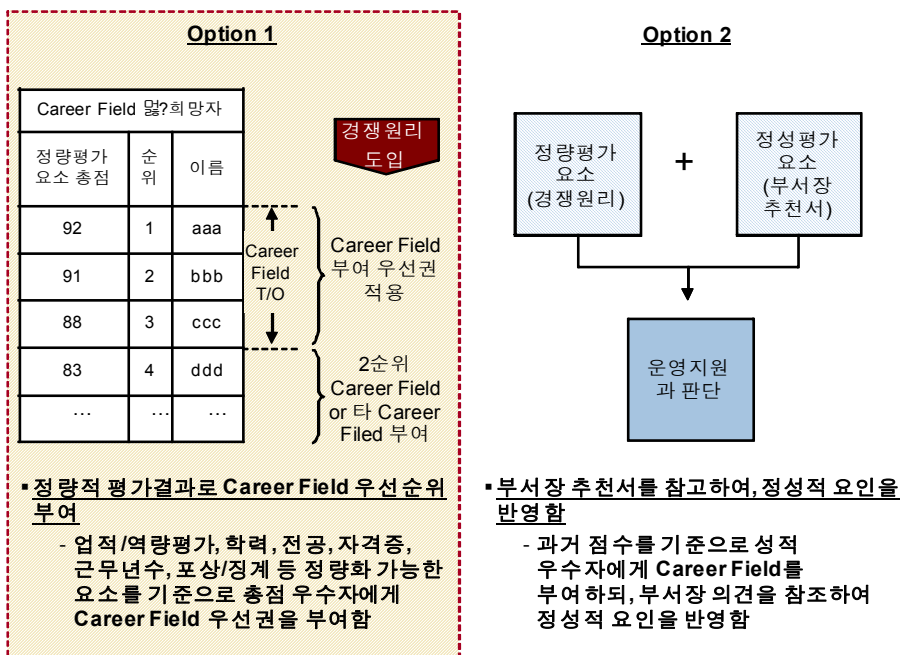 Option 1
Career Field 멇?희망자
정량평가
요소 총점
순
위
이름
92
1
aaa
91
2
bbb
88
3
ccc
83
4
ddd
…
…
…
경쟁원리
도입
Career
Field
T/O
Career Field
부여 우선권
적용
2순위
Career Field
or 타 Career
Filed 부여
▪ 정량적 평가결과로 Career Field 우선순위
부여
- 업적/역량평가, 학력, 전공, 자격증,
근무년수, 포상/징계 등 정량화 가능한
요소를 기준으로 총점 우수자에게
Career Field 우선권을 부여함
Option 2
정량평가
요소
(경쟁원리)
+
정성평가
요소
(부서장
추천서)
운영지원
과 판단
▪ 부서장 추천서를 참고하여, 정성적 요인을
반영함
- 과거 점수를 기준으로 성적
우수자에게 Career Field를
부여하되, 부서장 의견을 참조하여
정성적 요인을 반영함